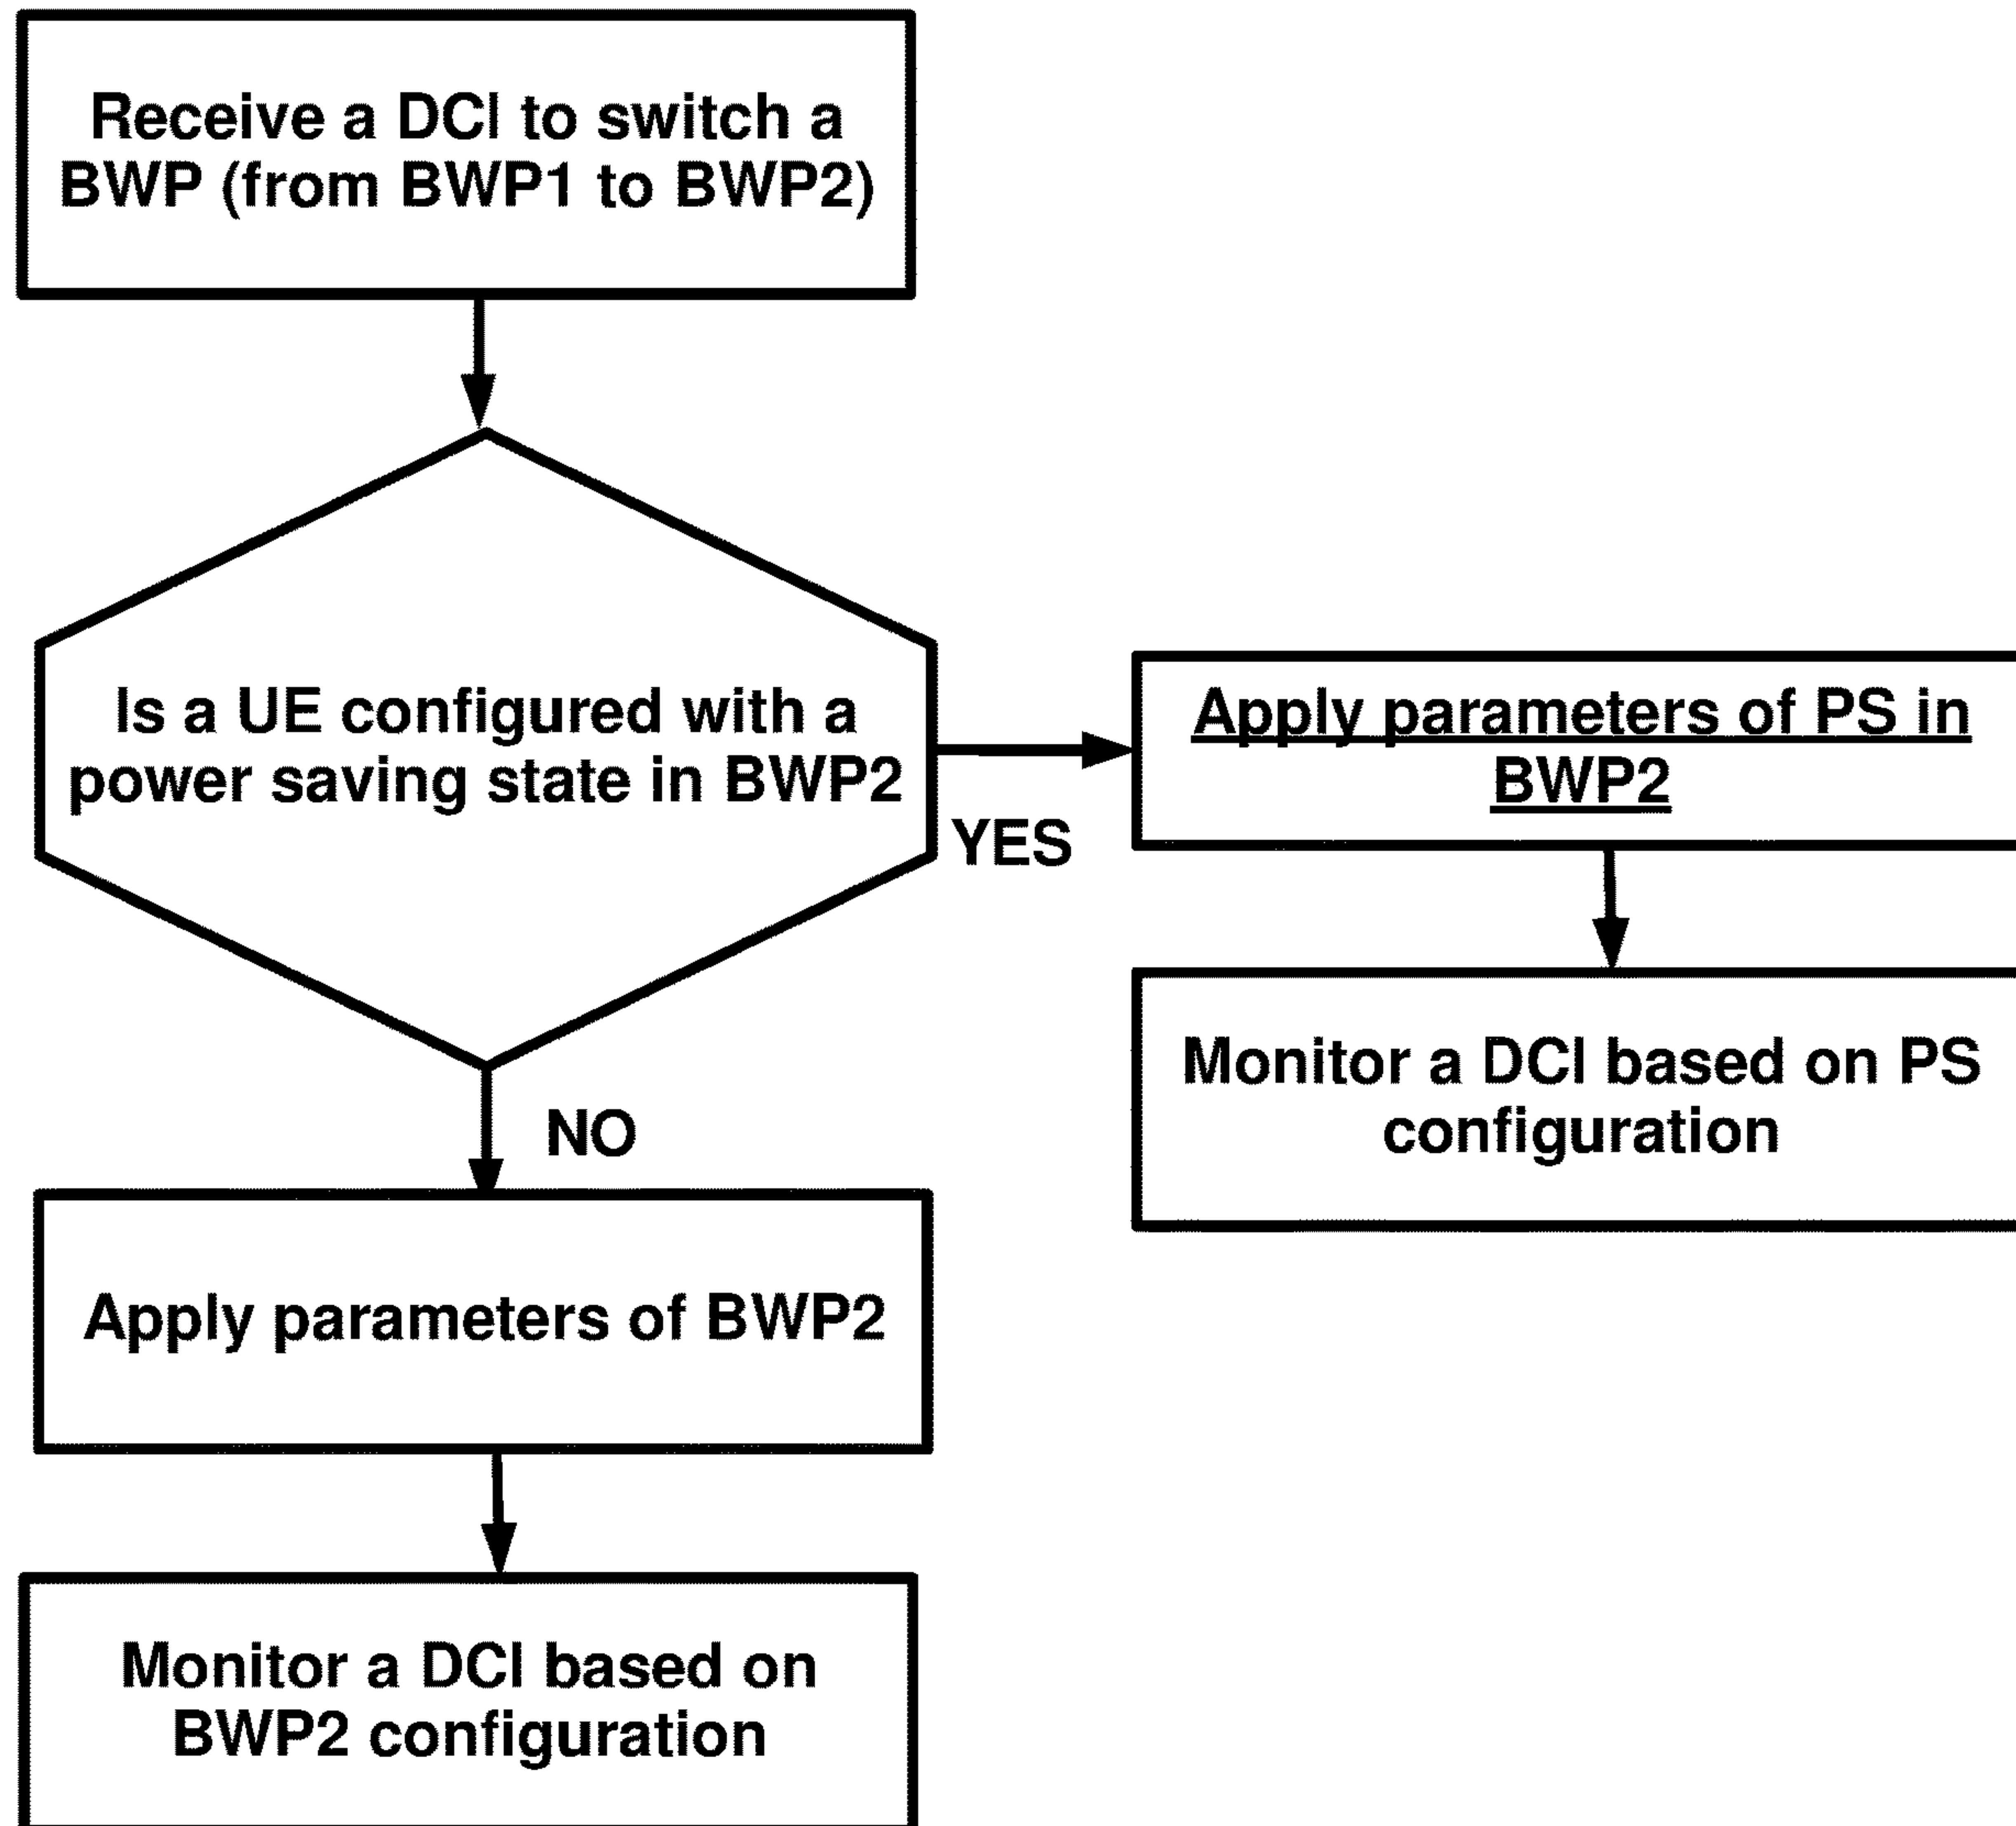 Receive a DCI to switch a
BWP (from BWP1 to BWP2)
Is a UE configured with a
power saving state in BWP2
YES
Apply parameters of PS in
BWP2
Monitor a DCI based on PS
configuration
NO
Apply parameters of BWP2
Monitor a DCI based on
BWP2 configuration